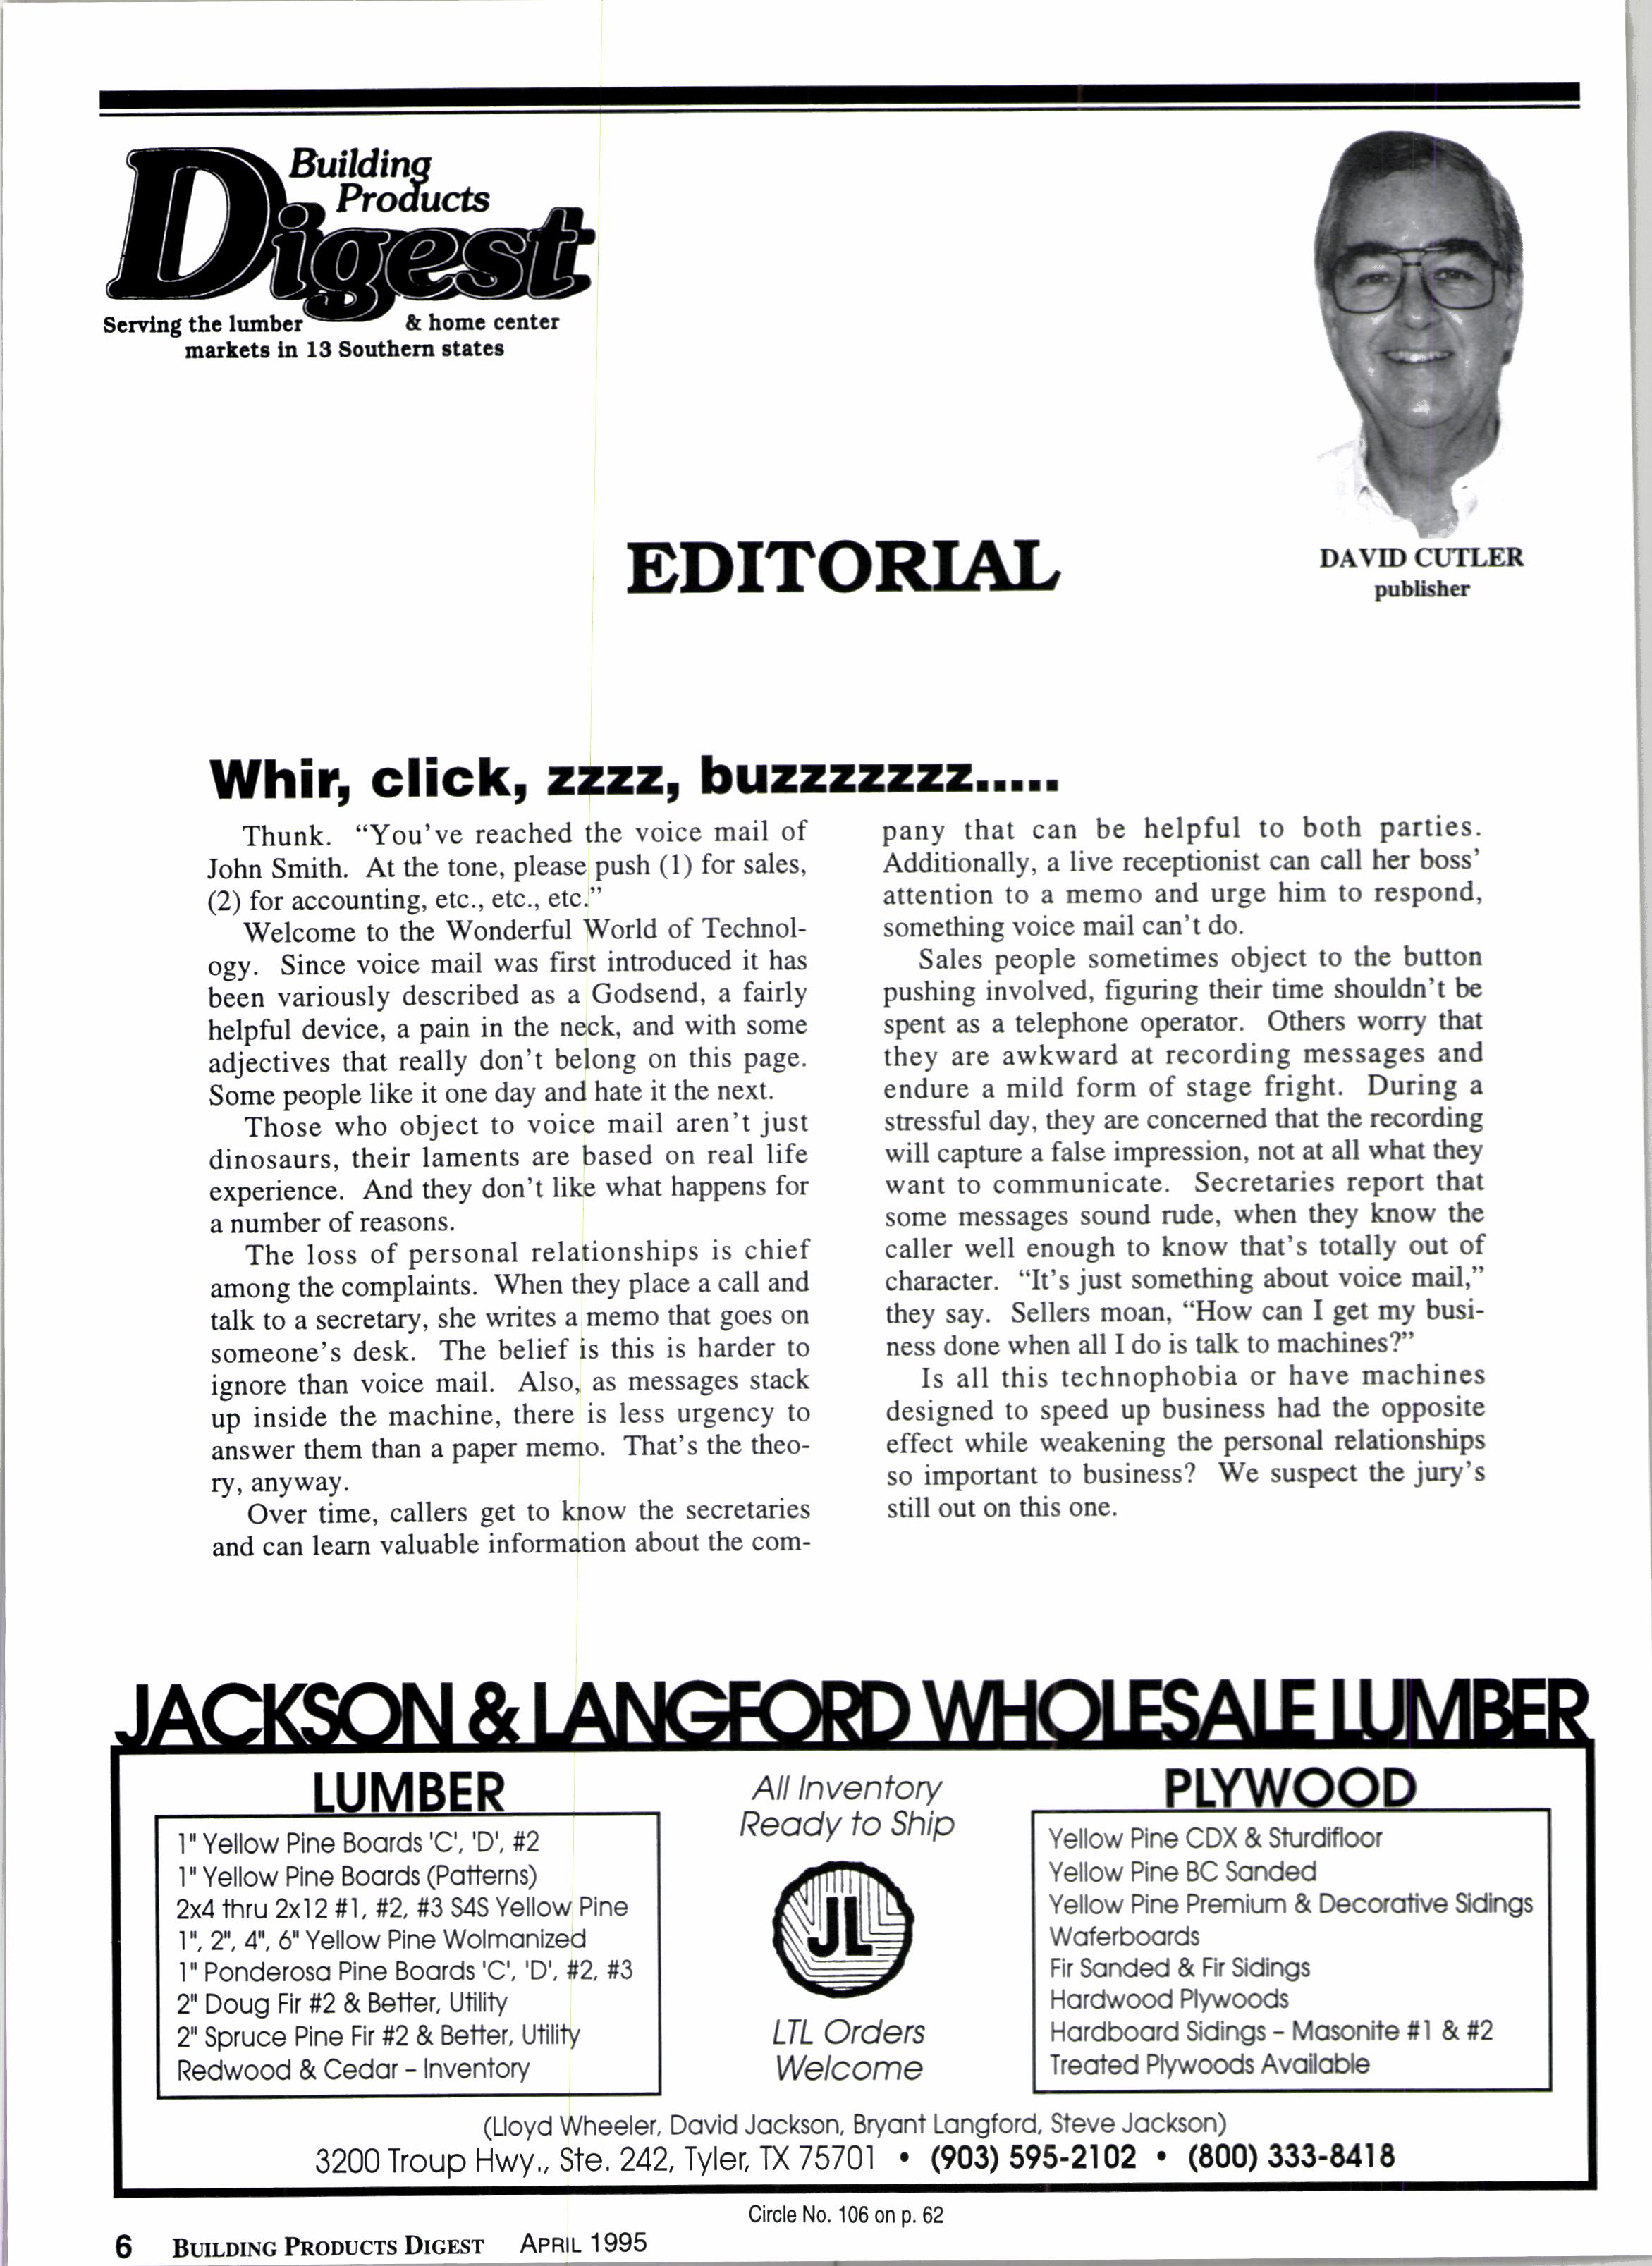 Building
Products
Digest
Serving the lumber & home center
markets in 13 Southern states
DAVID CUTLER
publisher
EDITORIAL
Whir, click, zzzz, buzzzzzzz.....
Thunk. “You've reached the voice mail of
John Smith. At the tone, please push (1) for sales,
(2) for accounting, etc., etc., etc.”
Welcome to the Wonderful World of Technol-
ogy. Since voice mail was first introduced it has
been variously described as a Godsend, a fairly
helpful device, a pain in the neck, and with some
adjectives that really don't belong on this page.
Some people like it one day and hate it the next.
Those who object to voice mail aren't just
dinosaurs, their laments are based on real life
experience. And they don't like what happens for
a number of reasons.
The loss of personal relationships is chief
among the complaints. When they place a call and
talk to a secretary, she writes a memo that goes on
someone's desk. The belief is this is harder to
ignore than voice mail. Also, as messages stack
up inside the machine, there is less urgency to
answer them than a paper memo. That's the theo-
ry, anyway.
Over time, callers get to know the secretaries
and can learn valuable information about the com-
pany that can be helpful to both parties.
Additionally, a live receptionist can call her boss'
attention to a memo and urge him to respond,
something voice mail can't do.
Sales people sometimes object to the button
pushing involved, figuring their time shouldn't be
spent as a telephone operator. Others worry that
they are awkward at recording messages and
endure a mild form of stage fright. During a
stressful day, they are concerned that the recording
will capture a false impression, not at all what they
want to communicate. Secretaries report that
some messages sound rude, when they know the
caller well enough to know that's totally out of
character. “It's just something about voice mail,”
they say. Sellers moan, “How can I get my busi-
ness done when all I do is talk to machines?”
Is all this technophobia or have machines
designed to speed up business had the opposite
effect while weakening the personal relationships
so important to business? We suspect the jury's
still out on this one.
JACKSON & LANGFORD WHOLESALE LUMBER
LUMBER
1" Yellow Pine Boards 'C', 'D', #2
1" Yellow Pine Boards (Patterns)
2x4 thru 2x12 #1, #2, #3 S4S Yellow Pine
1", 2", 4", 6" Yellow Pine Wolmanized
1" Ponderosa Pine Boards 'C', 'D', #2, #3
2" Doug Fir #2 & Better, Utility
2" Spruce Pine Fir #2 & Better, Utility
Redwood & Cedar – Inventory
All Inventory
Ready to Ship
JL
LTL Orders
Welcome
PLYWOOD
Yellow Pine CDX & Sturdifloor
Yellow Pine BC Sanded
Yellow Pine Premium & Decorative Sidings
Waferboards
Fir Sanded & Fir Sidings
Hardwood Plywoods
Hardboard Sidings – Masonite #1 & #2
Treated Plywoods Available
(Lloyd Wheeler, David Jackson, Bryant Langford, Steve Jackson)
3200 Troup Hwy., Ste. 242, Tyler, TX 75701 • (903) 595-2102 • (800) 333-8418
Circle No. 106 on p. 62
6 BUILDING PRODUCTS DIGEST APRIL 1995